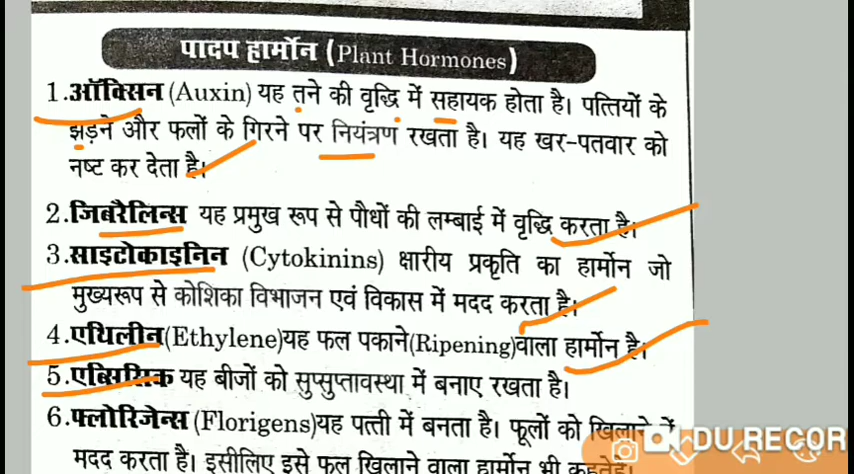 पादप हार्मोन (Plant Hormones)
1.ऑक्सिन (Auxin) यह तने की वृद्धि में सहायक होता है। पत्तियों के
झड़ने और फलों के गिरने पर नियंत्रण रखता है। यह खर-पतवार को
नष्ट कर देता है।
2.जिबरैलिन्स यह प्रमुख रूप से पौधों की लम्बाई में वृद्धि करता है।
3.साइटोकाइनिन (Cytokinins) क्षारीय प्रकृति का हार्मोन जो
मुख्यरूप से कोशिका विभाजन एवं विकास में मदद करता है।
4.एथिलीन(Ethylene)यह फल पकाने(Ripening)वाला हार्मोन है।
5.एब्सिसिक यह बीजों को सुप्सुप्तावस्था में बनाए रखता है।
6.फ्लोरिजेन्स (Florigens)यह पत्ती में बनता है। फूलों को खिलाने में
मदद करता है। इसीलिए इसे फूल खिलाने वाला हार्मोन भी कहते हैं।
DU RECOR